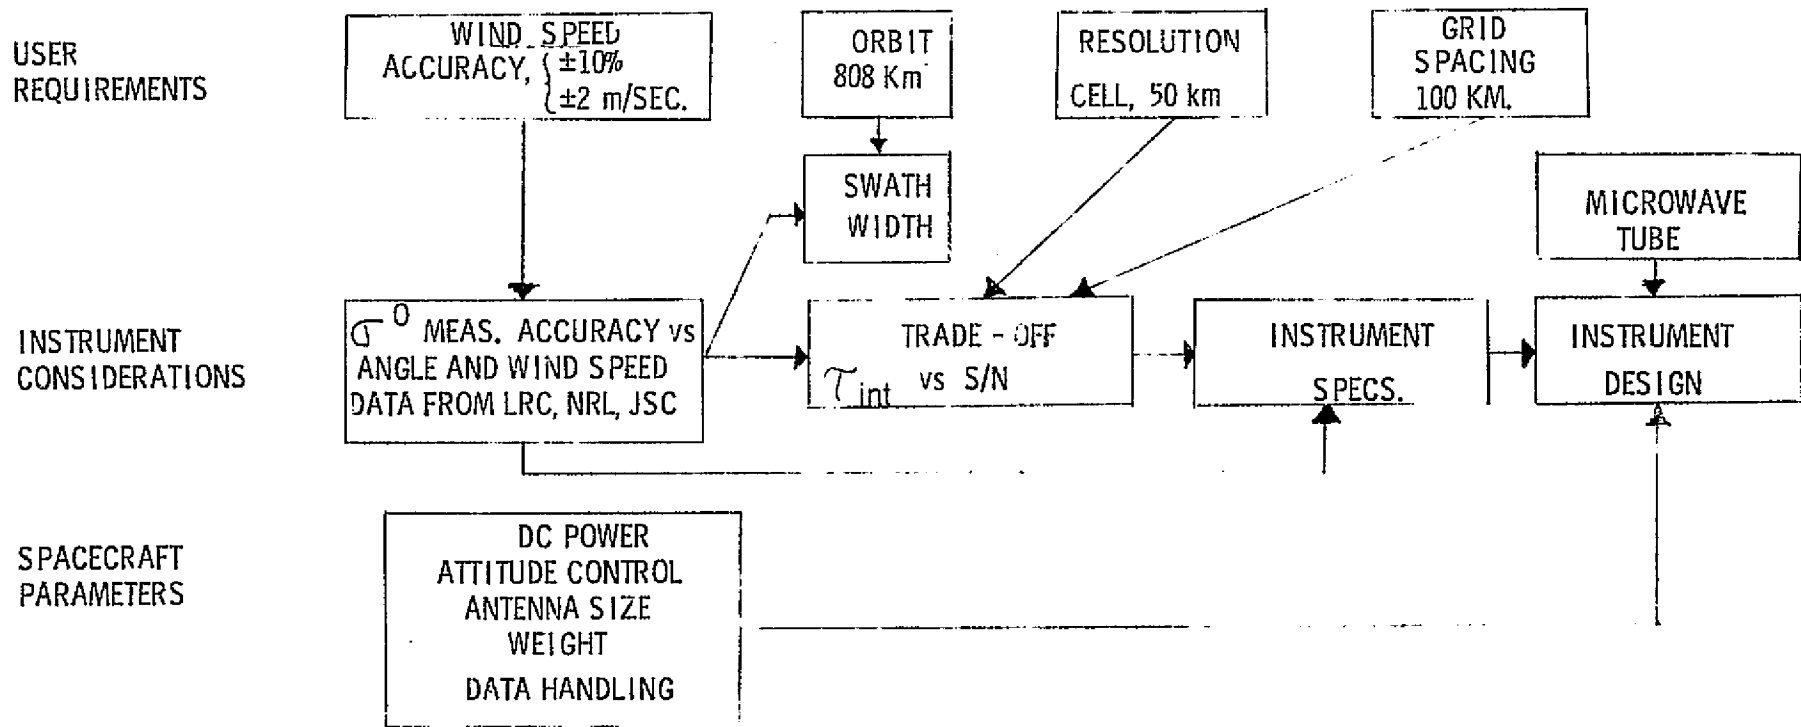 USER
REQUIREMENTS
WIND SPEED
ACCURACY, { ±10%
±2 m/SEC.
ORBIT
808 Km
RESOLUTION
CELL, 50 km
GRID
SPACING
100 KM.
SWATH
WIDTH
MICROWAVE
TUBE
INSTRUMENT
CONSIDERATIONS
σ⁰ MEAS. ACCURACY vs
ANGLE AND WIND SPEED
DATA FROM LRC, NRL, JSC
TRADE - OFF
τint vs S/N
INSTRUMENT
SPECS.
INSTRUMENT
DESIGN
SPACECRAFT
PARAMETERS
DC POWER
ATTITUDE CONTROL
ANTENNA SIZE
WEIGHT
DATA HANDLING